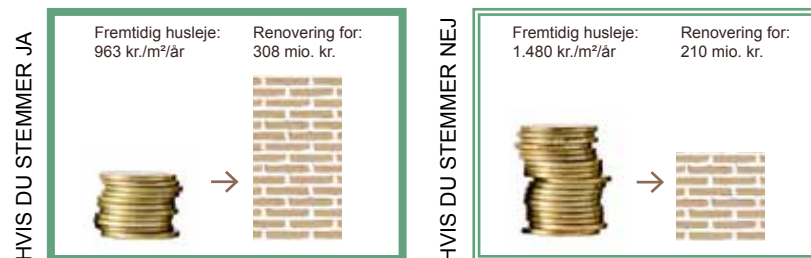 HVIS DU STEMMER JA
Fremtidig husleje:
963 kr./m²/år
Renovering for:
308 mio. kr.
HVIS DU STEMMER NEJ
Fremtidig husleje:
1.480 kr./m²/år
Renovering for:
210 mio. kr.